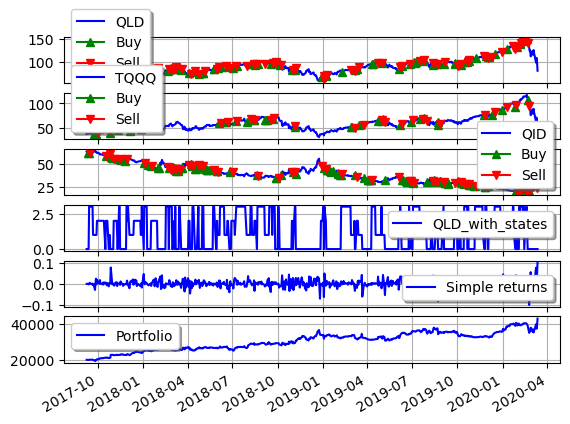 QLD
Buy
Sell
150
100
TQQQ
Buy
Sell
100
50
QID
Buy
Sell
50
25
QLD_with_states
2.5
0.0
Simple returns
0.1
0.0
−0.1
Portfolio
40000
20000
2017-10
2018-01
2018-04
2018-07
2018-10
2019-01
2019-04
2019-07
2019-10
2020-01
2020-04